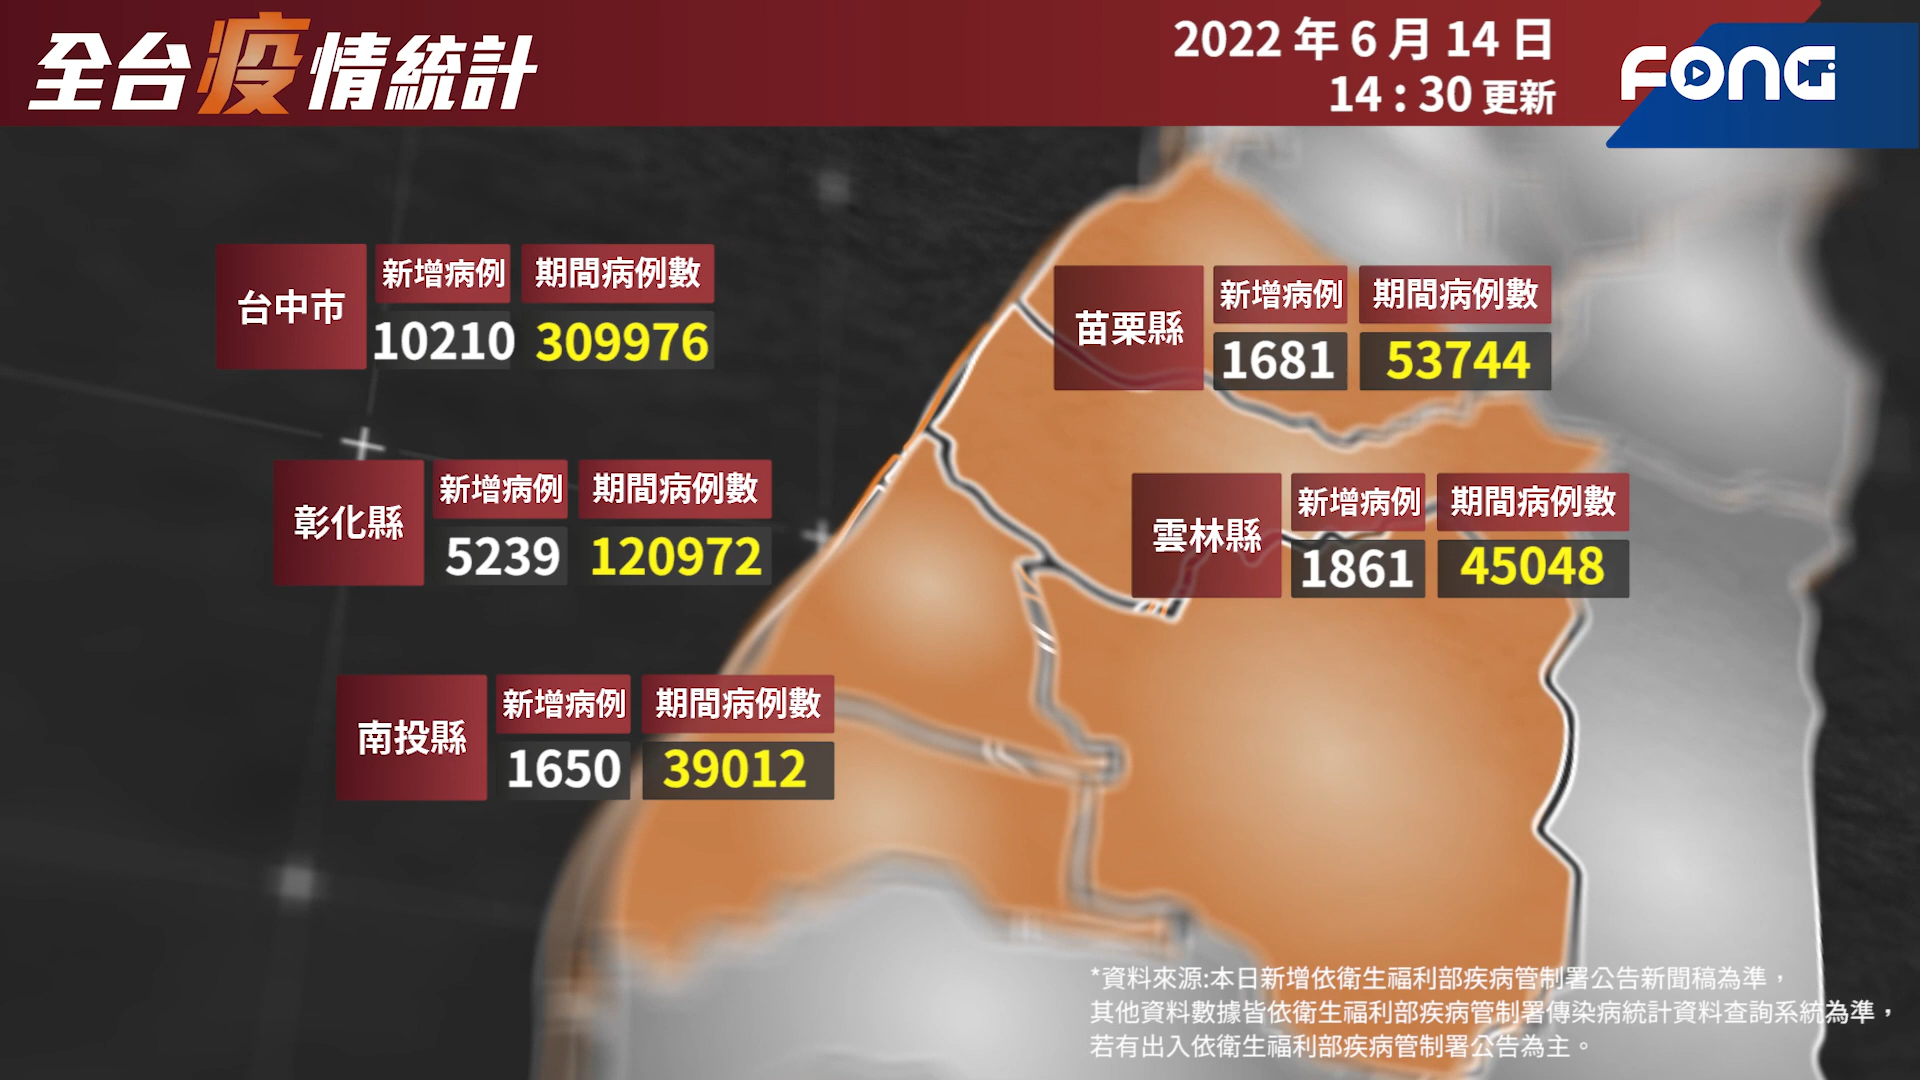 全台疫情統計
2022 年 6 月 14 日
14 : 30 更新
FONG
台中市
新增病例
期間病例數
10210
309976
苗栗縣
新增病例
期間病例數
1681
53744
彰化縣
新增病例
期間病例數
5239
120972
雲林縣
新增病例
期間病例數
1861
45048
南投縣
新增病例
期間病例數
1650
39012
*資料來源:本日新增依衛生福利部疾病管制署公告新聞稿為準，
其他資料數據皆依衛生福利部疾病管制署傳染病統計資料查詢系統為準，
若有出入依衛生福利部疾病管制署公告為主。